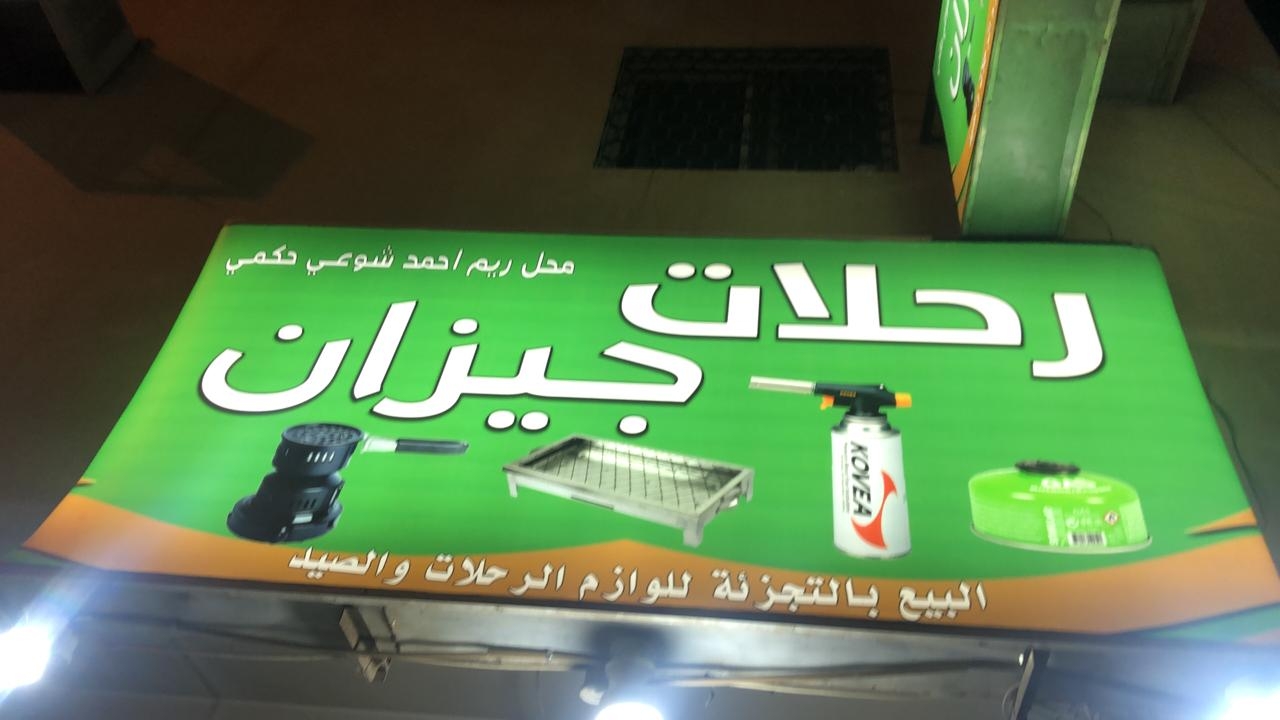 محل ريم احمد شوعي حكمي
رحلات
جيزان
KOVEA
البيع بالتجزئة للوازم الرحلات والصيد